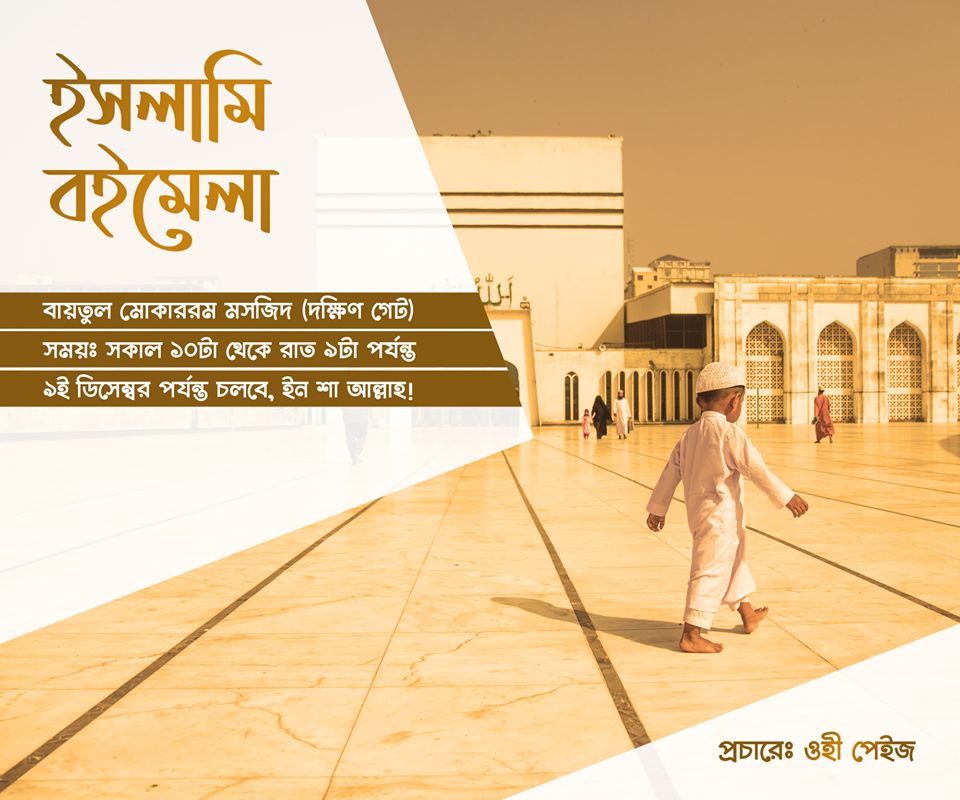 ইসলামি
বইমেলা
বায়তুল মোকাররম মসজিদ (দক্ষিণ গেট)
সময়ঃ সকাল ১০টা থেকে রাত ৯টা পর্যন্ত
৯ই ডিসেম্বর পর্যন্ত চলবে, ইন শা আল্লাহ!
الله
প্রচারেঃ ওহী পেইজ